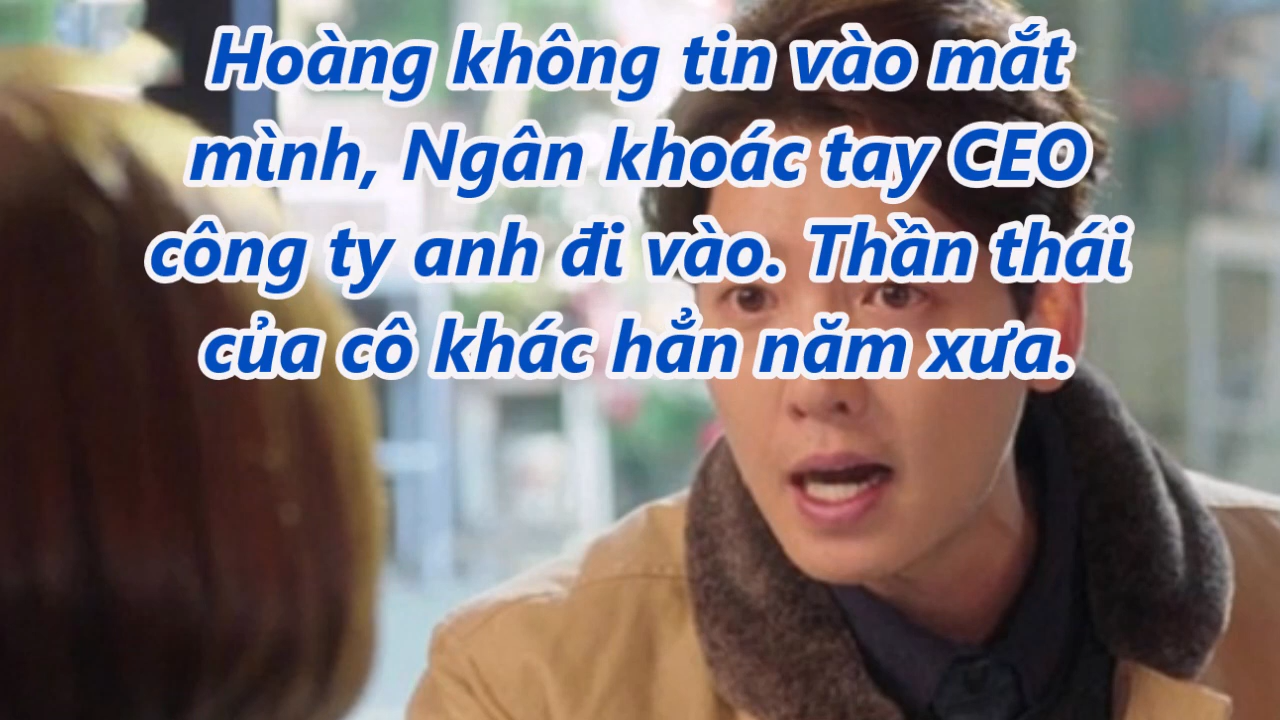 Hoàng không tin vào mắt
mình, Ngân khoác tay CEO
công ty anh đi vào. Thần thái
của cô khác hẳn năm xưa.